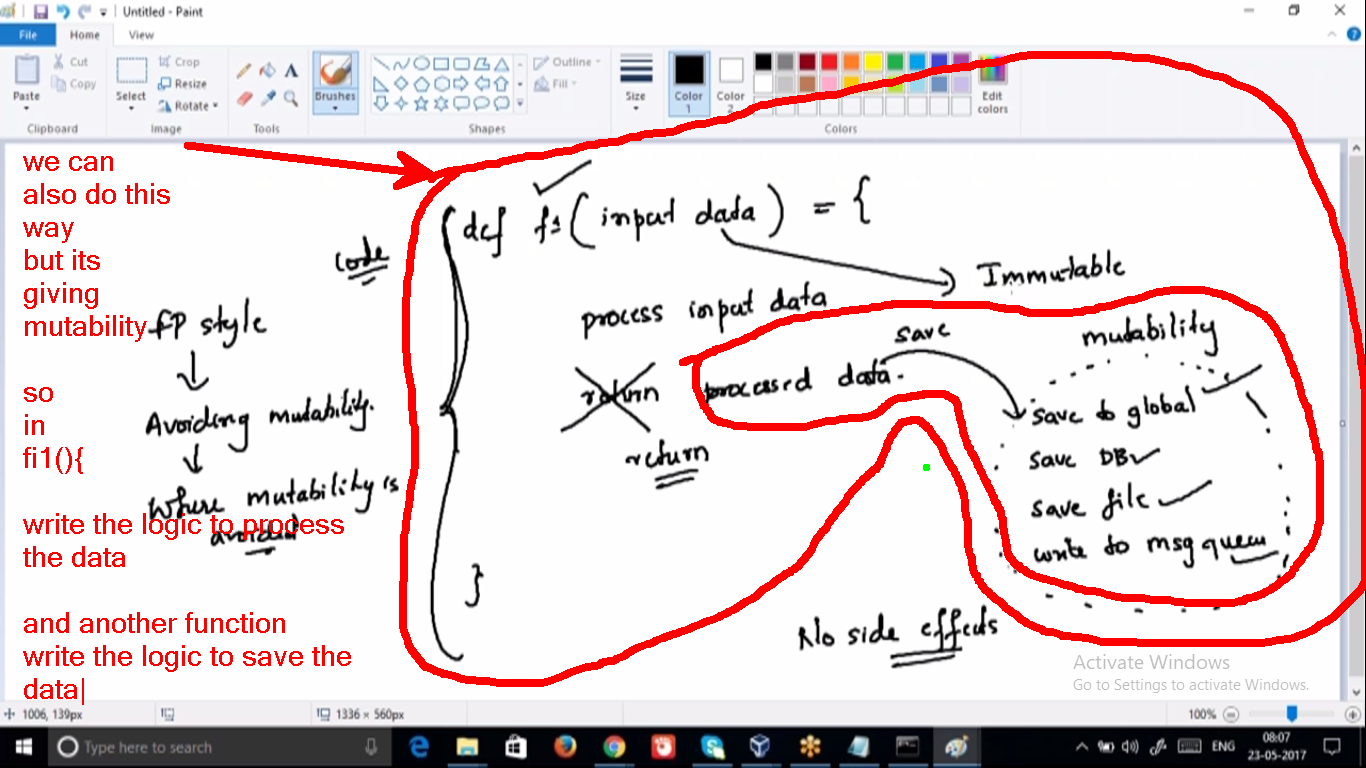 Untitled - Paint
File
Home
View
Paste
Cut
Copy
Clipboard
Select
Crop
Resize
Rotate
Image
Tools
Brushes
Shapes
Outline
Fill
Size
Color
1
Color
2
Colors
Edit
colors
we can
also do this
way
but its
giving
mutability
so
in
fi1(){
write the logic to process
the data
and another function
write the logic to save the
data
code
FP style
Avoiding mutability.
Where mutability is
avoided
def f1 (input data) = {
Immutable
process input data
return processed data.
save
return
}
mutability
save to global
save DB
save file
write to msg queue
No side effects
Activate Windows
Go to Settings to activate Windows.
1006, 139px
1336 × 560px
100%
Type here to search
ENG
08:07
23-05-2017